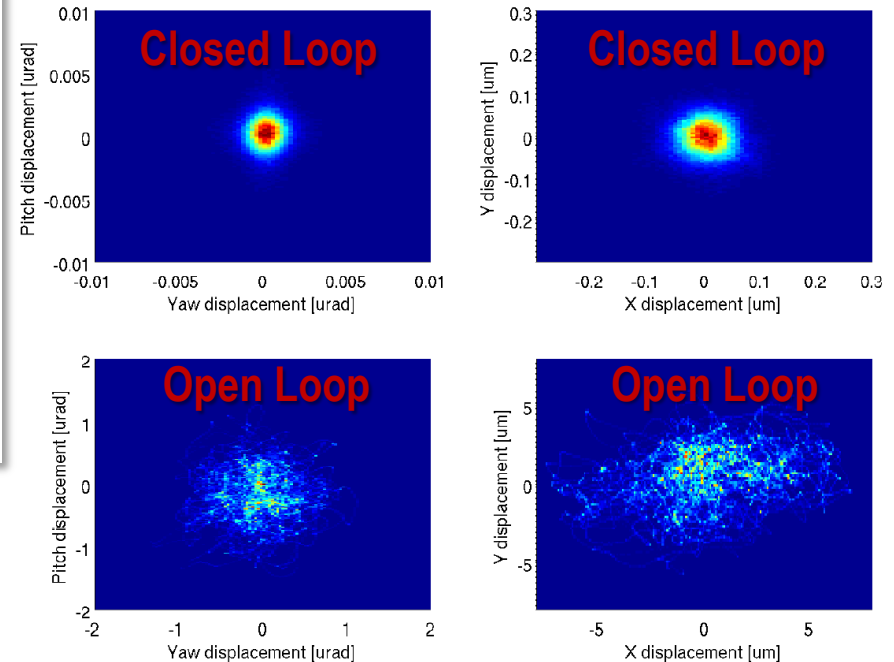 Closed Loop
0.01
0.005
0
-0.005
-0.01
Pitch displacement [urad]
-0.01 -0.005 0 0.005 0.01
Yaw displacement [urad]
Closed Loop
0.3
0.2
0.1
0
-0.1
-0.2
Y displacement [um]
-0.2 -0.1 0 0.1 0.2 0.3
X displacement [um]
Open Loop
2
1
0
-1
-2
Pitch displacement [urad]
-2 -1 0 1 2
Yaw displacement [urad]
Open Loop
5
0
-5
Y displacement [um]
-5 0 5
X displacement [um]